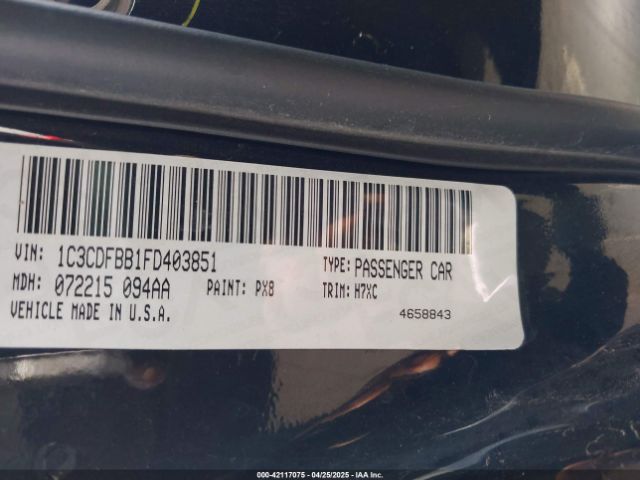 VIN: 1C3CDFBB1FD403851 TYPE: PASSENGER CAR
MDH: 072215 094AA PAINT: PX8 TRIM: H7XC
VEHICLE MADE IN U.S.A. 4658843
000-42117075 - 04/25/2025 - IAA Inc.